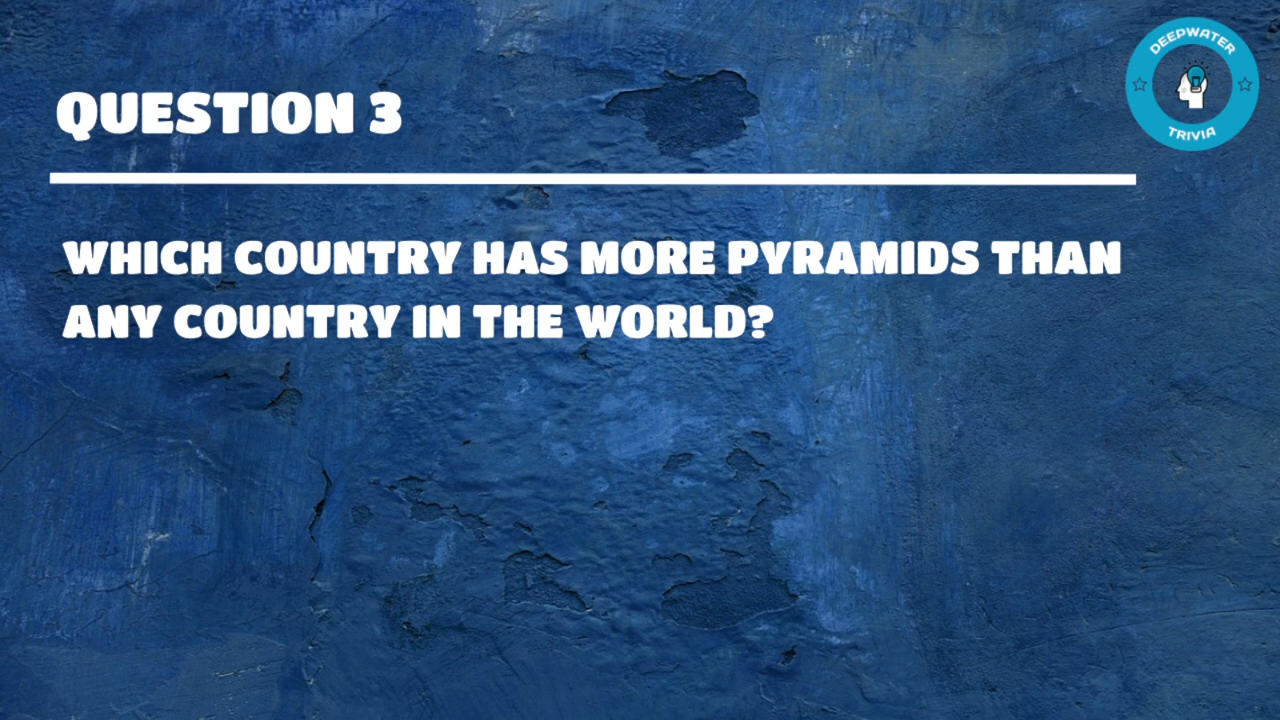 DEEPWATER
TRIVIA
QUESTION 3
WHICH COUNTRY HAS MORE PYRAMIDS THAN
ANY COUNTRY IN THE WORLD?